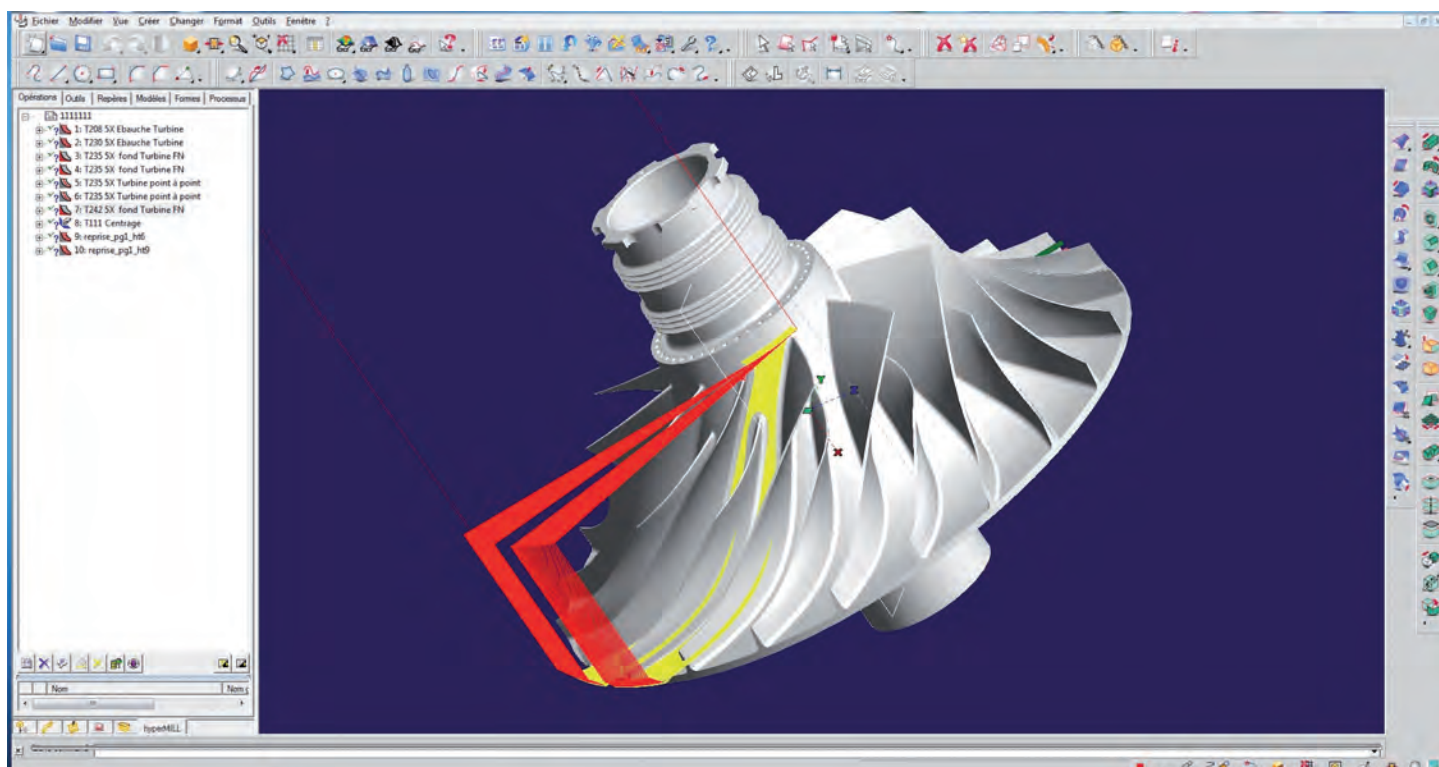 Fichier Modifier Vue Créer Changer Format Outils Fenêtre ?
Opérations Outils Repères Modèles Formes Processus
1111111
1: T208 5X Ebauche Turbine
2: T230 5X Ebauche Turbine
3: T235 5X fond Turbine FN
4: T235 5X fond Turbine FN
5: T235 5X Turbine point à point
6: T235 5X Turbine point à point
7: T242 5X fond Turbine FN
8: T111 Centrage
9: reprise_pg1_ht6
10: reprise_pg1_ht9
Y
Z
X
Nom Nom
hyperMILL